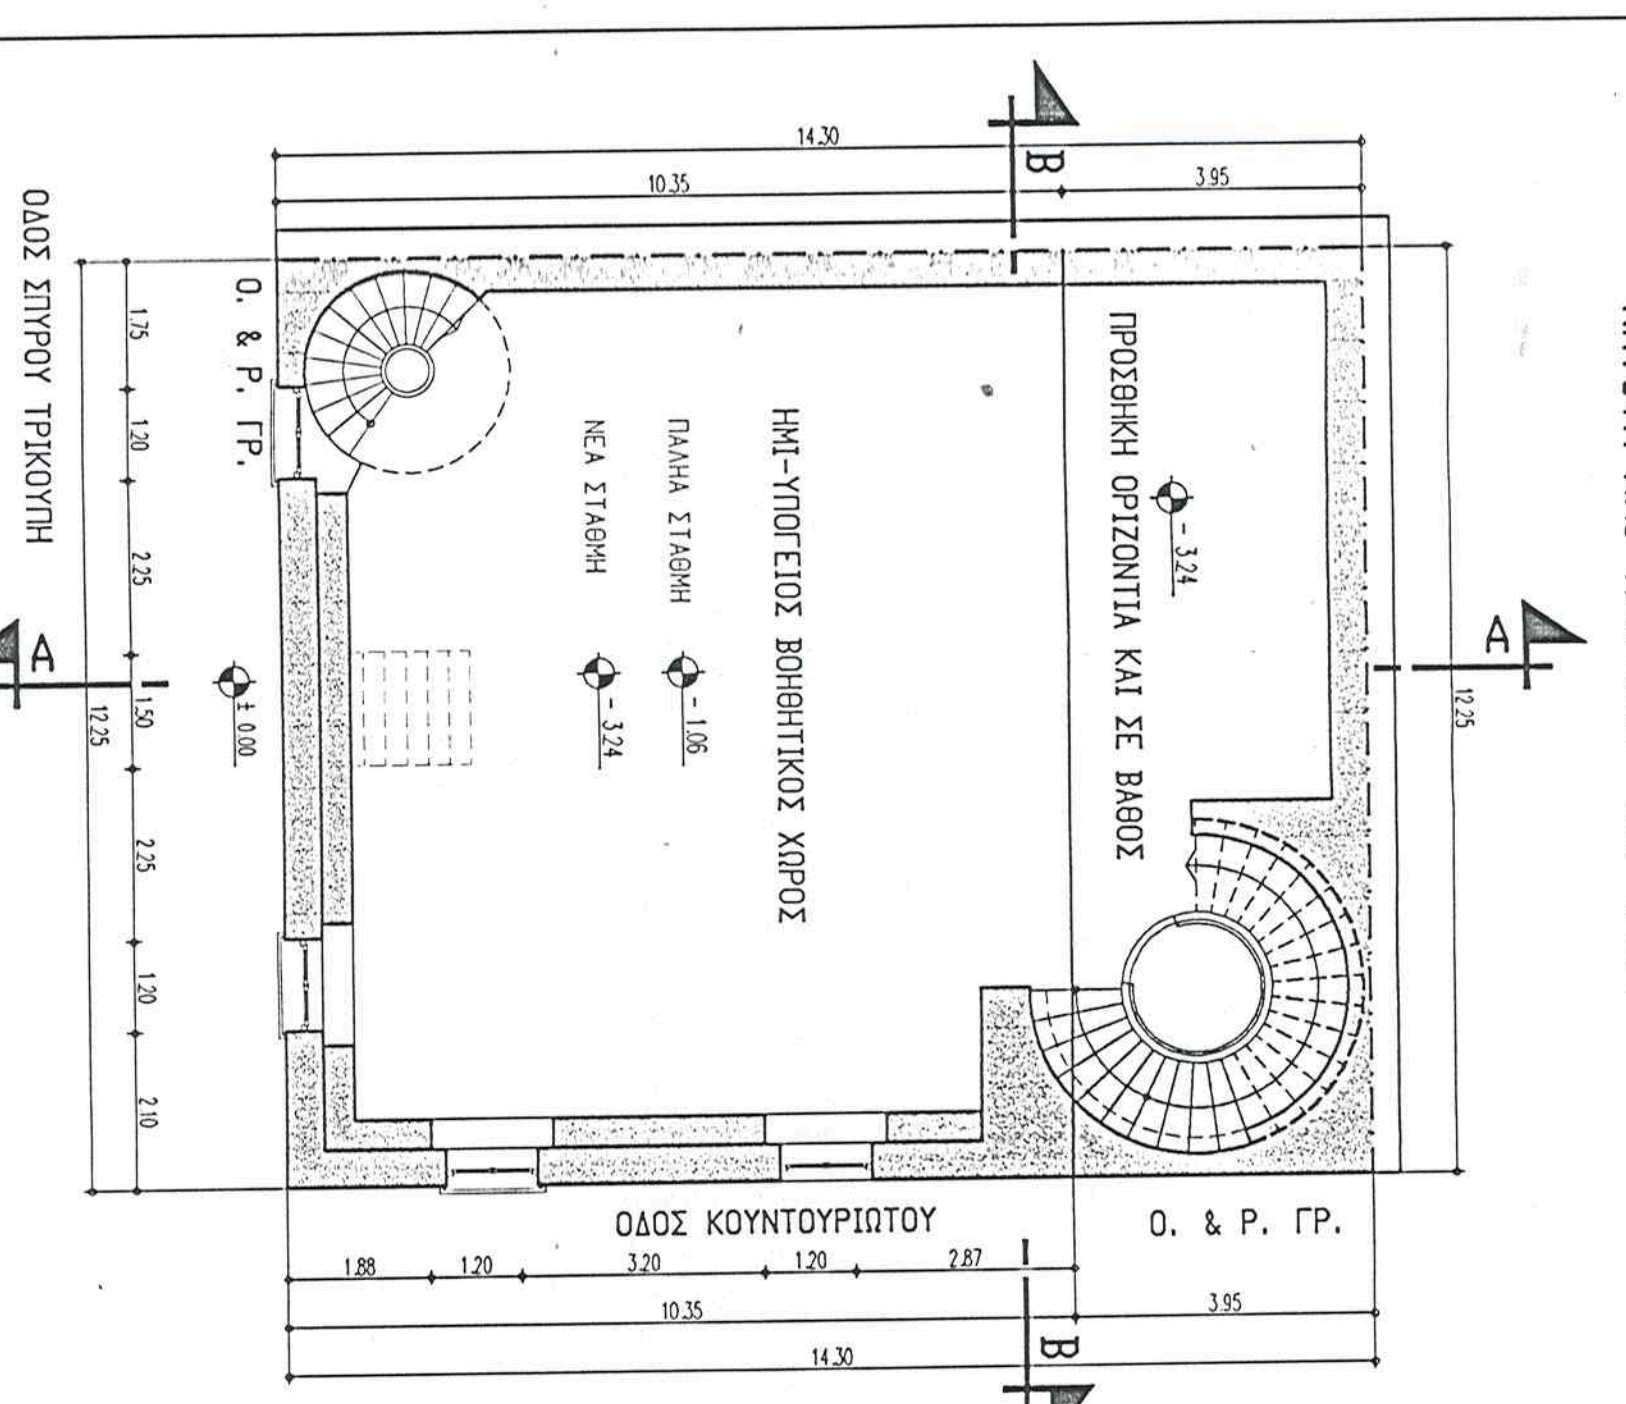 14.30
B
10.35
3.95
ΟΔΟΣ ΣΠΥΡΟΥ ΤΡΙΚΟΥΠΗ
Ο. & Ρ. ΓΡ.
1.75
1.20
2.25
1.50
2.25
1.20
2.10
12.25
A
± 0.00
ΝΕΑ ΣΤΑΘΜΗ
- 3.24
ΠΑΛΗΑ ΣΤΑΘΜΗ
- 1.06
ΗΜΙ-ΥΠΟΓΕΙΟΣ ΒΟΗΘΗΤΙΚΟΣ ΧΩΡΟΣ
ΠΡΟΣΘΗΚΗ ΟΡΙΖΟΝΤΙΑ ΚΑΙ ΣΕ ΒΑΘΟΣ
- 3.24
A
12.25
ΟΔΟΣ ΚΟΥΝΤΟΥΡΙΩΤΟΥ
Ο. & Ρ. ΓΡ.
1.88
1.20
3.20
1.20
2.87
10.35
3.95
14.30
B